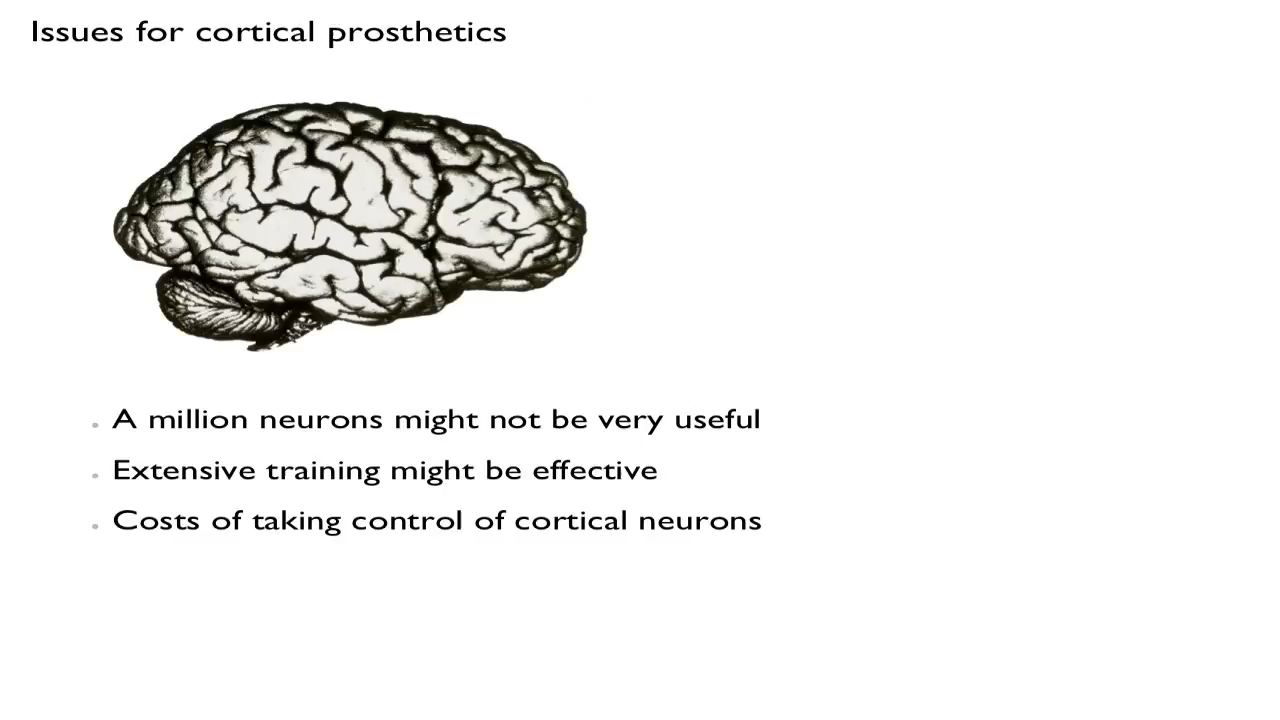 Issues for cortical prosthetics
A million neurons might not be very useful
Extensive training might be effective
Costs of taking control of cortical neurons